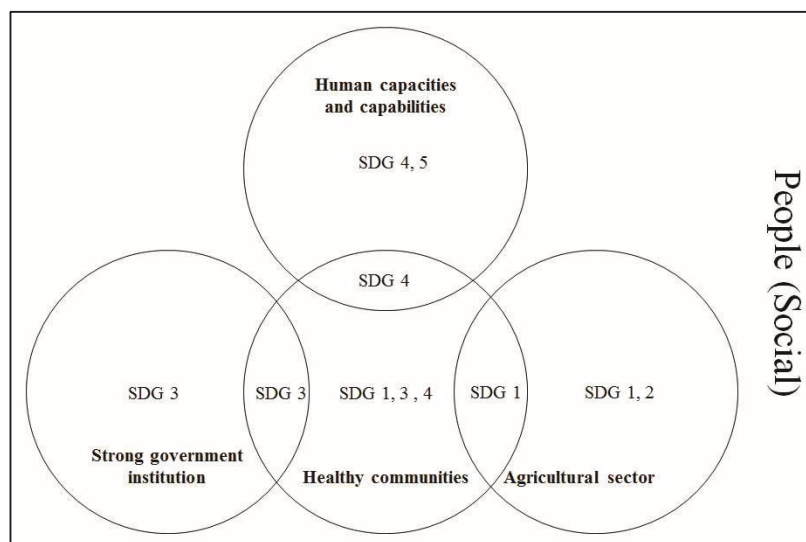 Human capacities
and capabilities
SDG 4, 5
SDG 4
SDG 3
SDG 3
SDG 1, 3 , 4
SDG 1
SDG 1, 2
Strong government
institution
Healthy communities
Agricultural sector
People (Social)